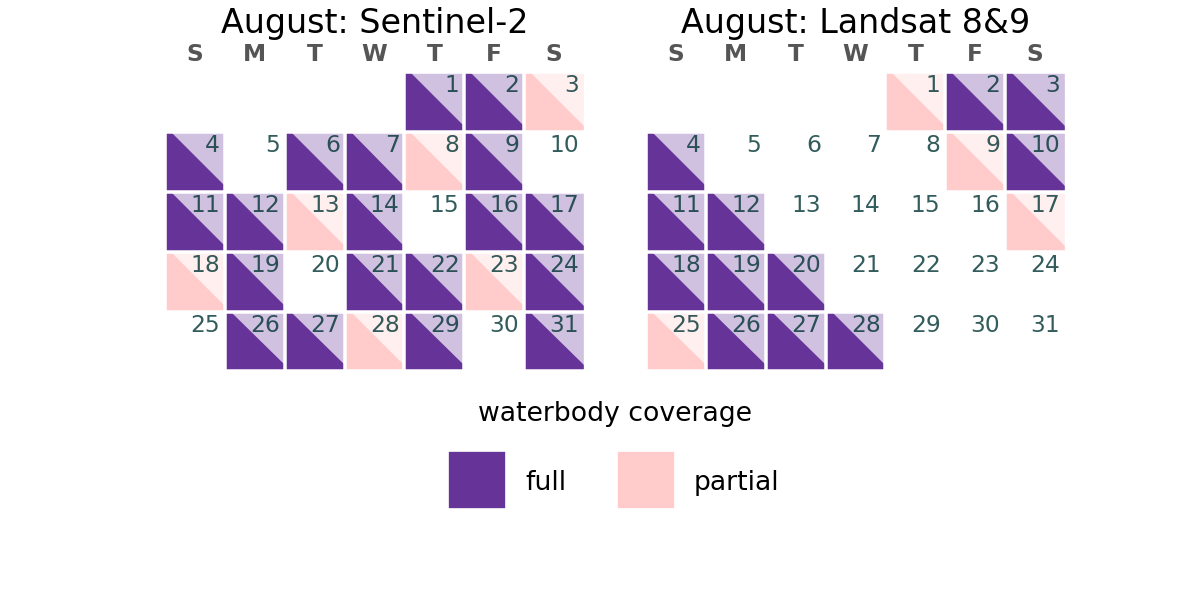 August: Sentinel-2
S M T W T F S
1 2 3
4 5 6 7 8 9 10
11 12 13 14 15 16 17
18 19 20 21 22 23 24
25 26 27 28 29 30 31
August: Landsat 8&9
S M T W T F S
1 2 3
4 5 6 7 8 9 10
11 12 13 14 15 16 17
18 19 20 21 22 23 24
25 26 27 28 29 30 31
waterbody coverage
full
partial